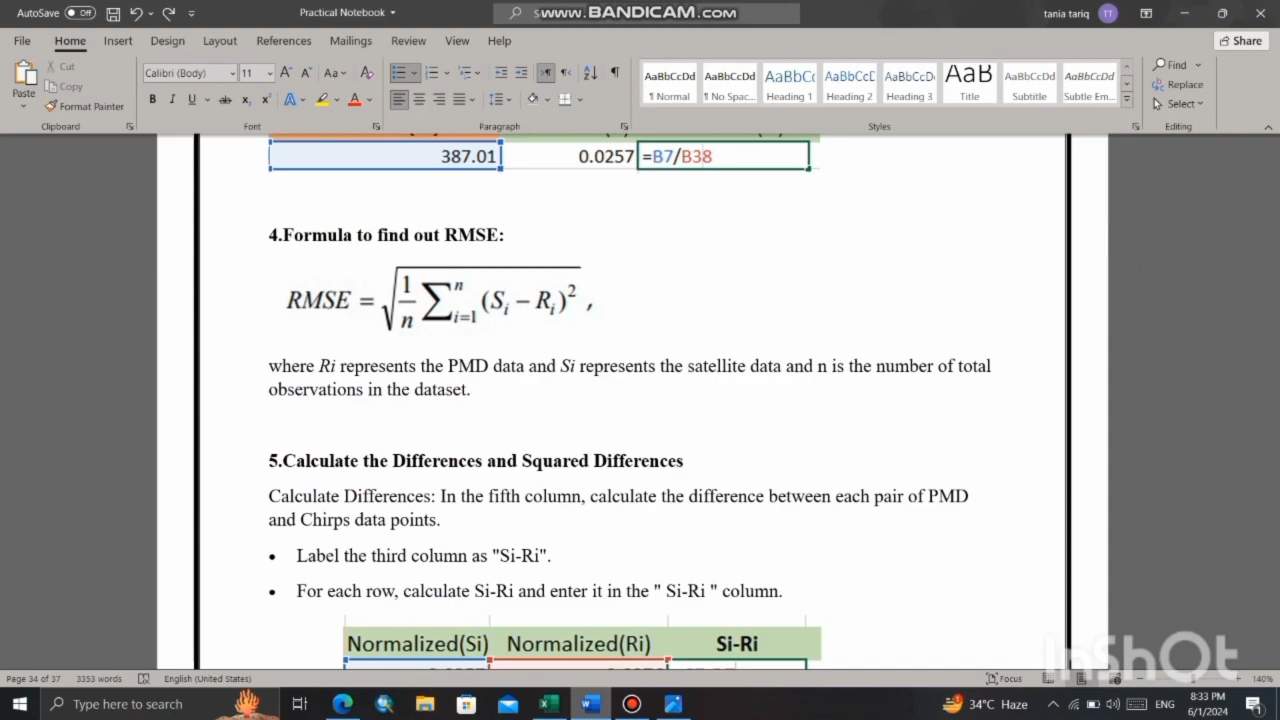 AutoSave Off Practical Notebook WWW.BANDICAM.COM tania tariq TT
File Home Insert Design Layout References Mailings Review View Help Share
Paste Cut Copy Format Painter Clipboard
Calibri (Body) 11 Font
Paragraph
AaBbCcDd AaBbCcDd AaBbC AaBbCcD AaBbCcD AaB AaBbCcD AaBbCcDd
¶ Normal ¶ No Spac... Heading 1 Heading 2 Heading 3 Title Subtitle Subtle Em...
Styles
Find Replace Select Editing
387.01 0.0257 =B7/B38
4.Formula to find out RMSE:
RMSE = √(1/n ∑ⁿᵢ₌₁ (Sᵢ − Rᵢ)²) ,
where Ri represents the PMD data and Si represents the satellite data and n is the number of total
observations in the dataset.
5.Calculate the Differences and Squared Differences
Calculate Differences: In the fifth column, calculate the difference between each pair of PMD
and Chirps data points.
• Label the third column as "Si-Ri".
• For each row, calculate Si-Ri and enter it in the " Si-Ri " column.
Normalized(Si) Normalized(Ri) Si-Ri
InShOt
Page 34 of 37 3353 words English (United States) Focus 140%
Type here to search 34°C Haze ENG 8:33 PM
6/1/2024